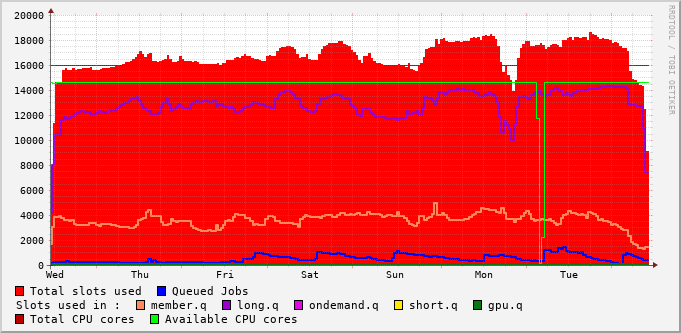 20000
18000
16000
14000
12000
10000
8000
6000
4000
2000
0
Wed Thu Fri Sat Sun Mon Tue
RRDTOOL / TOBI OETIKER
Total slots used Queued Jobs
Slots used in : member.q long.q ondemand.q short.q gpu.q
Total CPU cores Available CPU cores